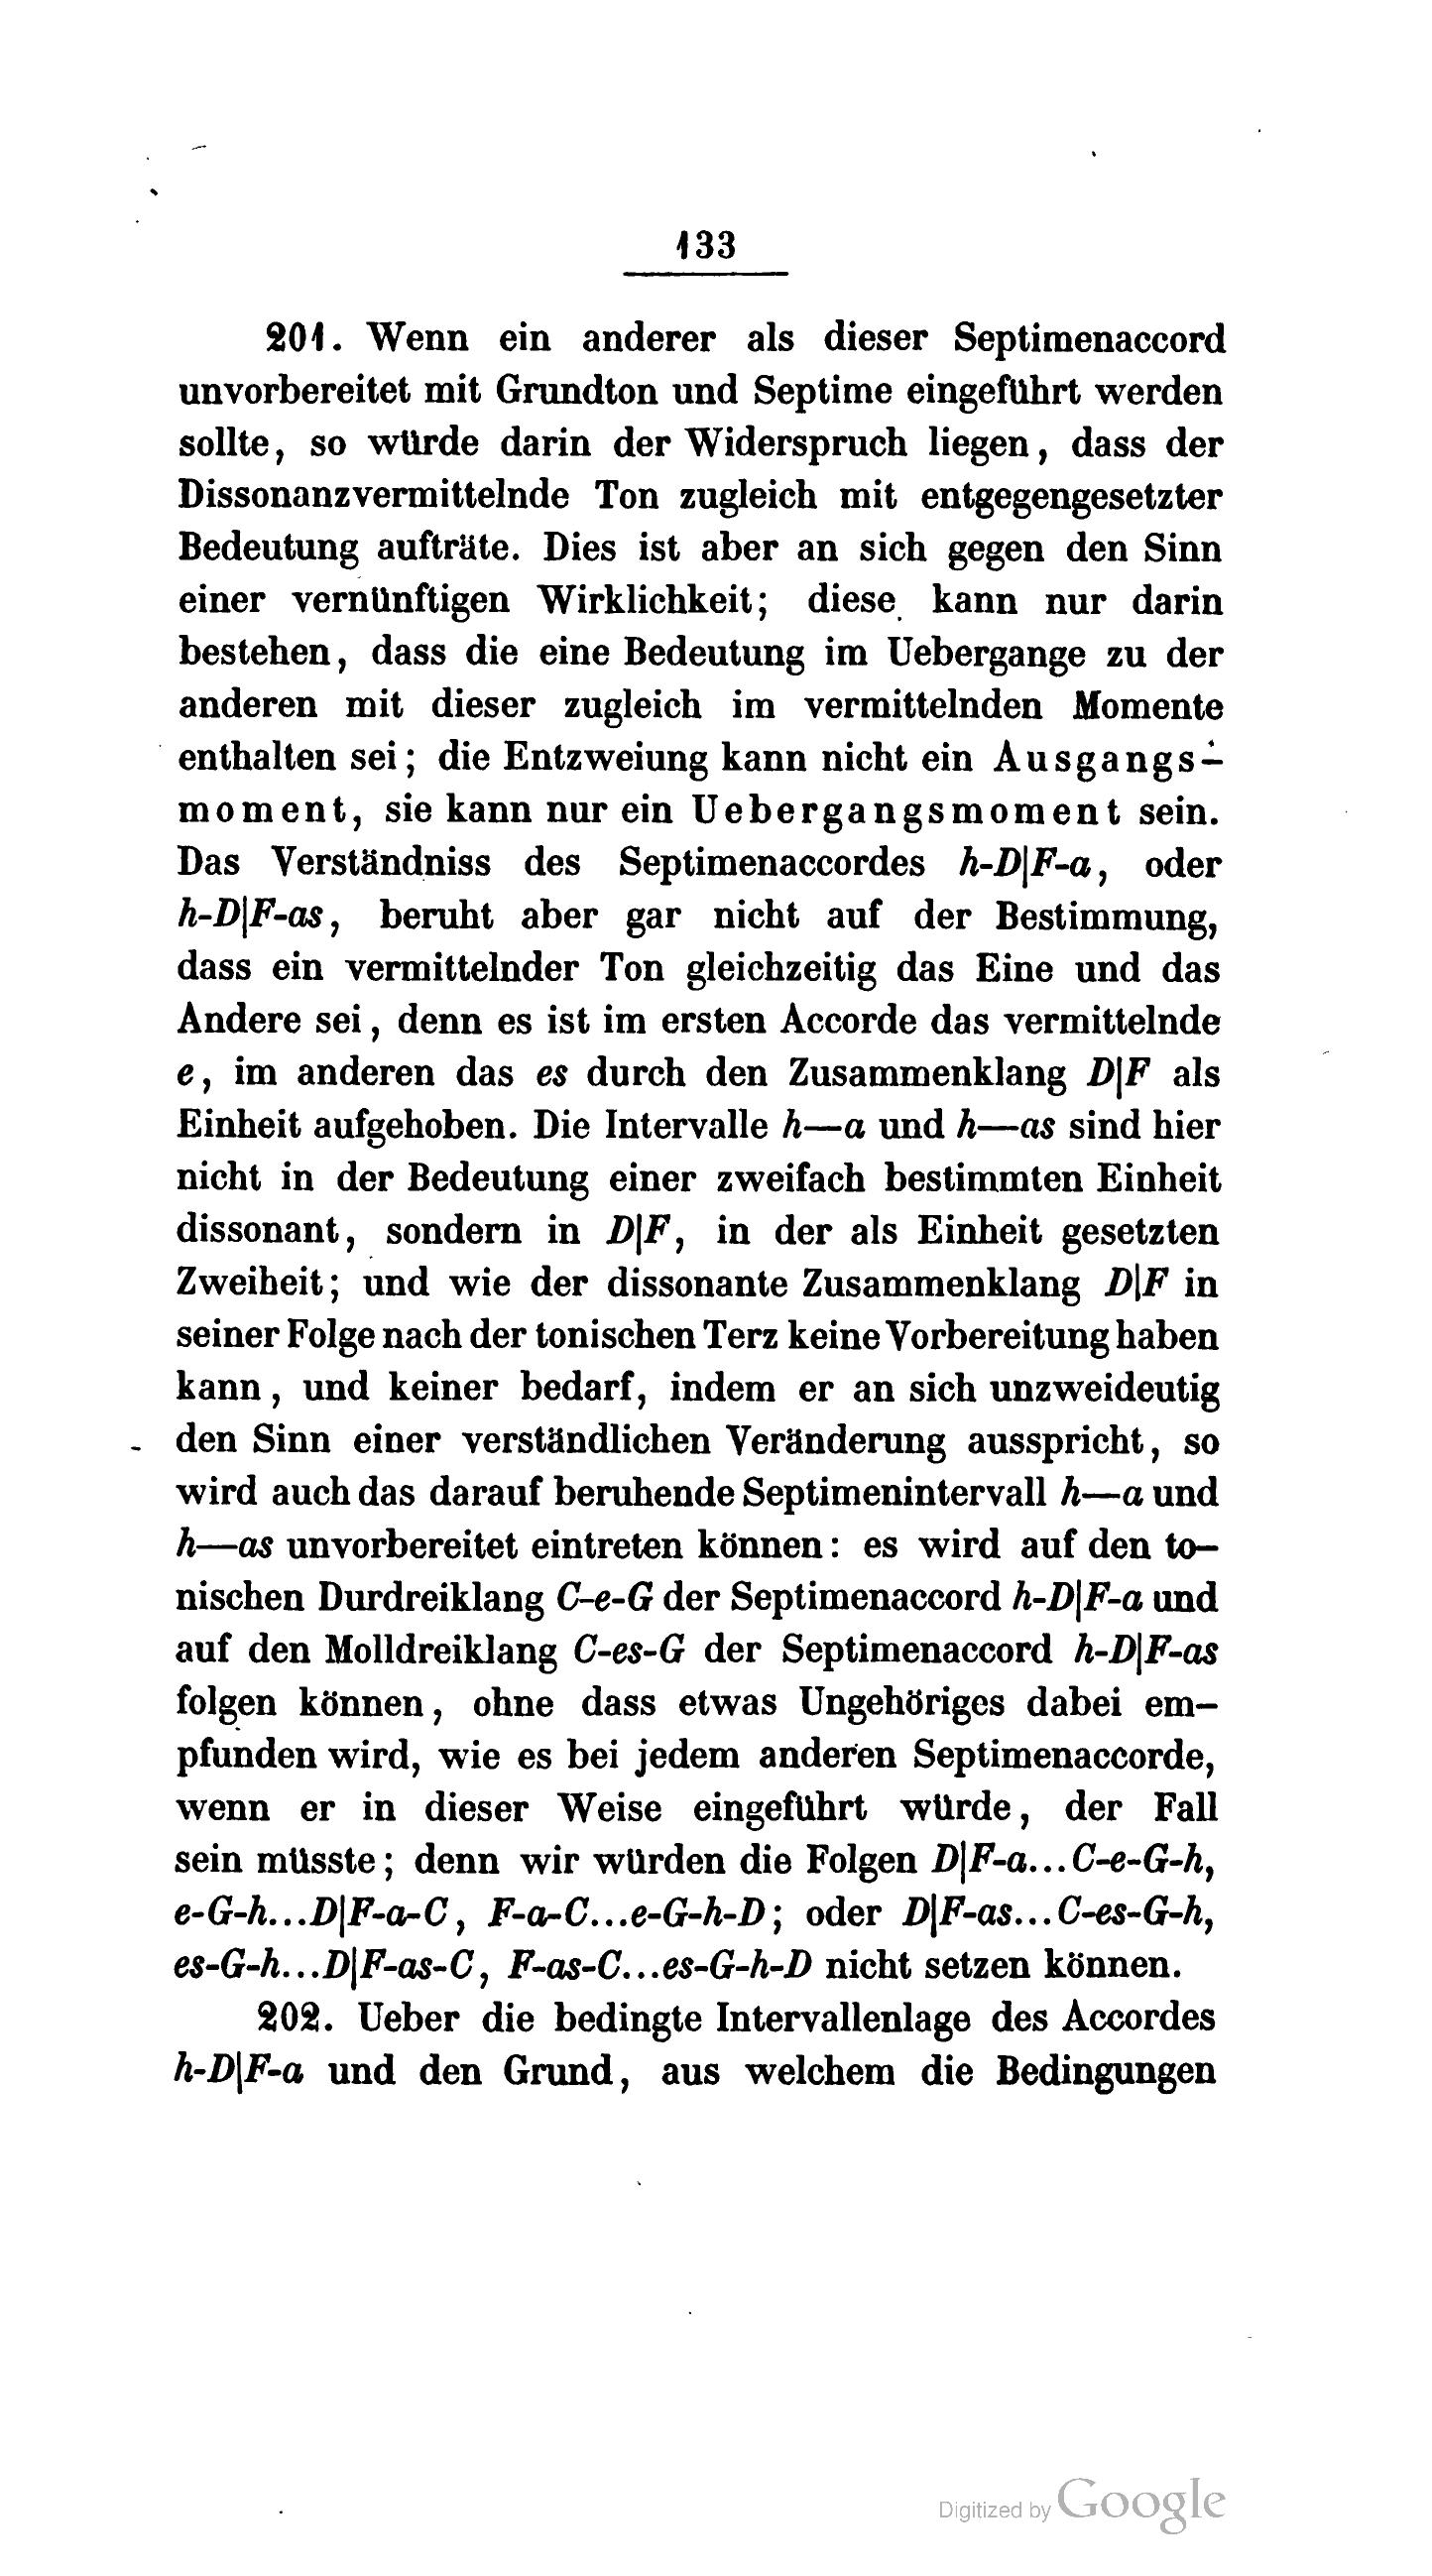 133
201. Wenn ein anderer als dieser Septimenaccord
unvorbereitet mit Grundton und Septime eingeführt werden
sollte, so würde darin der Widerspruch liegen, dass der
Dissonanzvermittelnde Ton zugleich mit entgegengesetzter
Bedeutung aufträte. Dies ist aber an sich gegen den Sinn
einer vernünftigen Wirklichkeit; diese kann nur darin
bestehen, dass die eine Bedeutung im Uebergange zu der
anderen mit dieser zugleich im vermittelnden Momente
enthalten sei; die Entzweiung kann nicht ein Ausgangs-
moment, sie kann nur ein Uebergangsmoment sein.
Das Verständniss des Septimenaccordes h-D|F-a, oder
h-D|F-as, beruht aber gar nicht auf der Bestimmung,
dass ein vermittelnder Ton gleichzeitig das Eine und das
Andere sei, denn es ist im ersten Accorde das vermittelnde
e, im anderen das es durch den Zusammenklang D|F als
Einheit aufgehoben. Die Intervalle h—a und h—as sind hier
nicht in der Bedeutung einer zweifach bestimmten Einheit
dissonant, sondern in D|F, in der als Einheit gesetzten
Zweiheit; und wie der dissonante Zusammenklang D|F in
seiner Folge nach der tonischen Terz keine Vorbereitung haben
kann, und keiner bedarf, indem er an sich unzweideutig
den Sinn einer verständlichen Veränderung ausspricht, so
wird auch das darauf beruhende Septimenintervall h—a und
h—as unvorbereitet eintreten können: es wird auf den to-
nischen Durdreiklang C-e-G der Septimenaccord h-D|F-a und
auf den Molldreiklang C-es-G der Septimenaccord h-D|F-as
folgen können, ohne dass etwas Ungehöriges dabei em-
pfunden wird, wie es bei jedem anderen Septimenaccorde,
wenn er in dieser Weise eingeführt würde, der Fall
sein müsste; denn wir würden die Folgen D|F-a...C-e-G-h,
e-G-h...D|F-a-C, F-a-C...e-G-h-D; oder D|F-as...C-es-G-h,
es-G-h...D|F-as-C, F-as-C...es-G-h-D nicht setzen können.
202. Ueber die bedingte Intervallenlage des Accordes
h-D|F-a und den Grund, aus welchem die Bedingungen
Digitized by Google